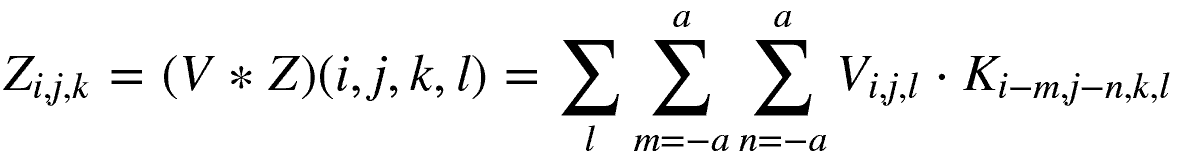 Z_{i,j,k} = (V * Z)(i, j, k, l) = \sum_{l} \sum_{m=-a}^{a} \sum_{n=-a}^{a} V_{i,j,l} \cdot K_{i-m,j-n,k,l}